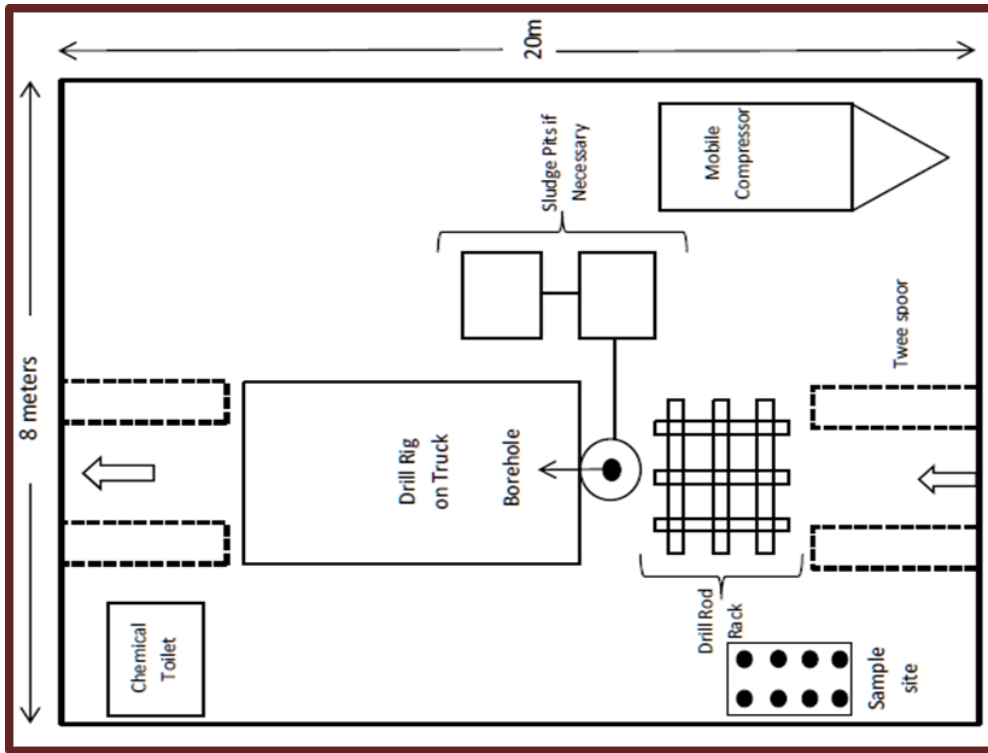 20m
8 meters
Sludge Pits if
Necessary
Mobile
Compressor
Drill Rig
on Truck
Borehole
Twee spoor
Drill Rod
Rack
Chemical
Toilet
Sample
site